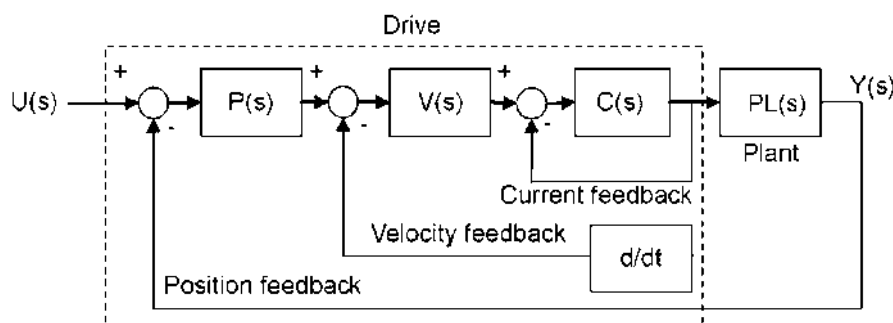 Drive
+
+
+
U(s)
P(s)
V(s)
C(s)
PL(s)
Y(s)
-
-
-
Plant
Current feedback
Velocity feedback
d/dt
Position feedback